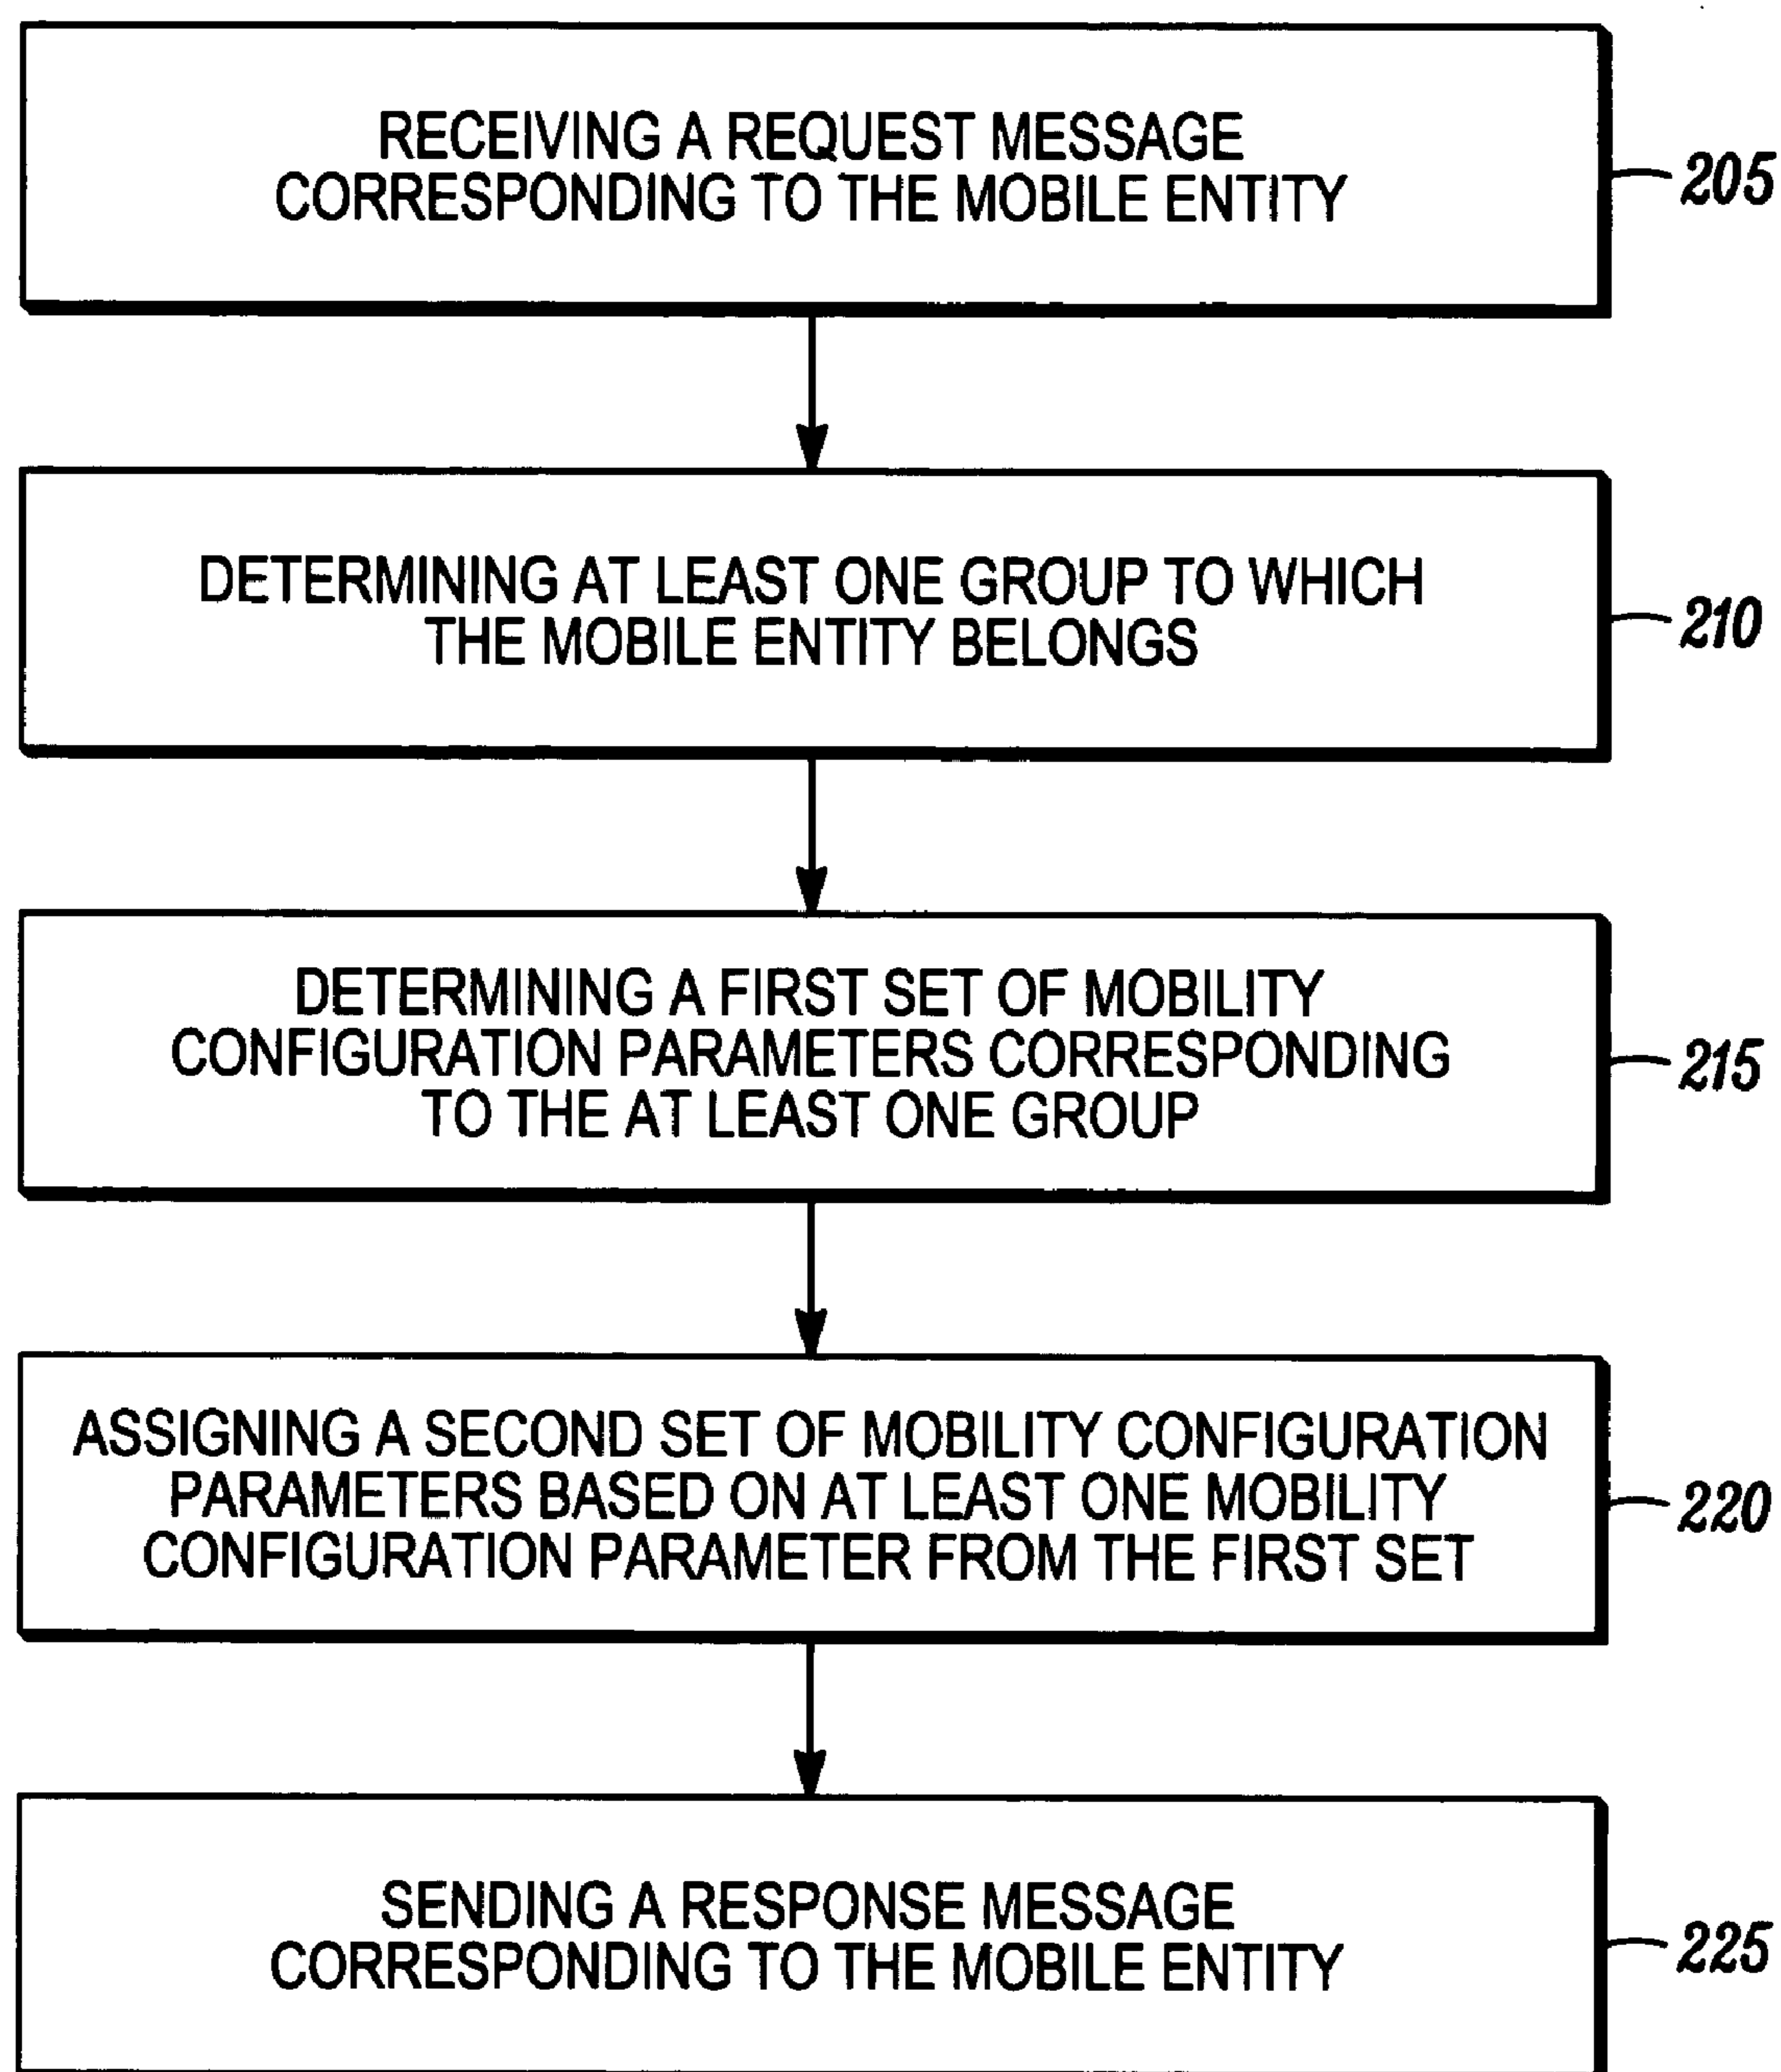 RECEIVING A REQUEST MESSAGE
CORRESPONDING TO THE MOBILE ENTITY
205
DETERMINING AT LEAST ONE GROUP TO WHICH
THE MOBILE ENTITY BELONGS
210
DETERMINING A FIRST SET OF MOBILITY
CONFIGURATION PARAMETERS CORRESPONDING
TO THE AT LEAST ONE GROUP
215
ASSIGNING A SECOND SET OF MOBILITY CONFIGURATION
PARAMETERS BASED ON AT LEAST ONE MOBILITY
CONFIGURATION PARAMETER FROM THE FIRST SET
220
SENDING A RESPONSE MESSAGE
CORRESPONDING TO THE MOBILE ENTITY
225